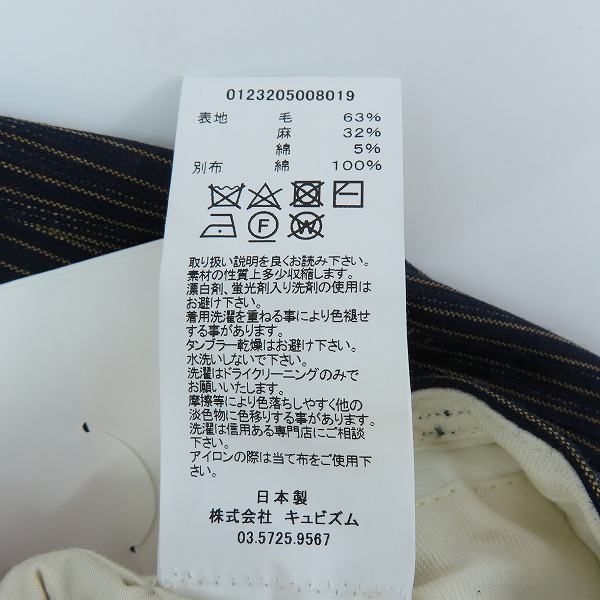 0123205008019
表地 毛 63%
麻 32%
綿 5%
別布 綿 100%
F W
取り扱い説明を良くお読み下さい。
素材の性質上多少収縮します。
漂白剤、蛍光剤入り洗剤の使用は
お避け下さい。
着用洗濯を重ねる事により色褪せ
する事があります。
タンブラー乾燥はお避け下さい。
水洗いしないで下さい。
洗濯はドライクリーニングのみで
お願いいたします。
摩擦等により色落ちしやすく他の
淡色物に色移りする事があります。
洗濯は信用ある専門店にご相談
下さい。
アイロンの際は当て布をご使用下
さい。
日本製
株式会社 キュビズム
03.5725.9567